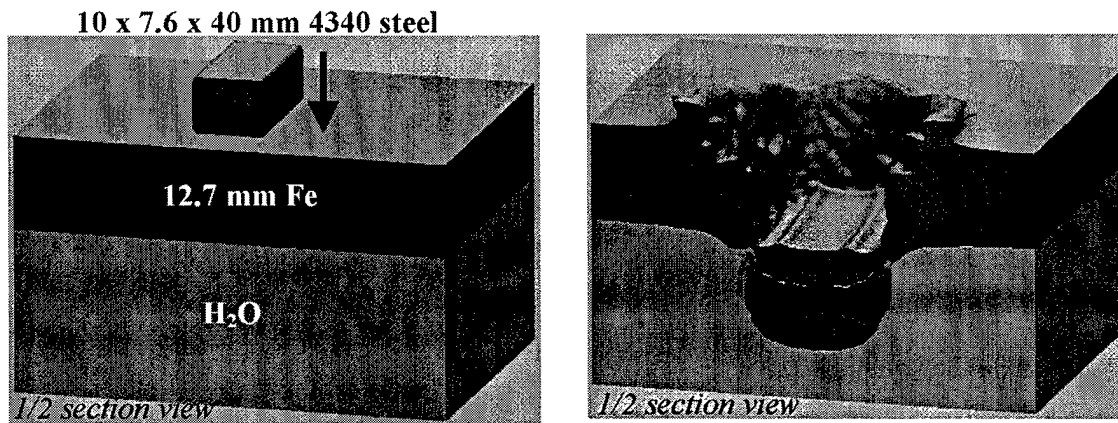 10 x 7.6 x 40 mm 4340 steel
12.7 mm Fe
H₂O
1/2 section view
1/2 section view